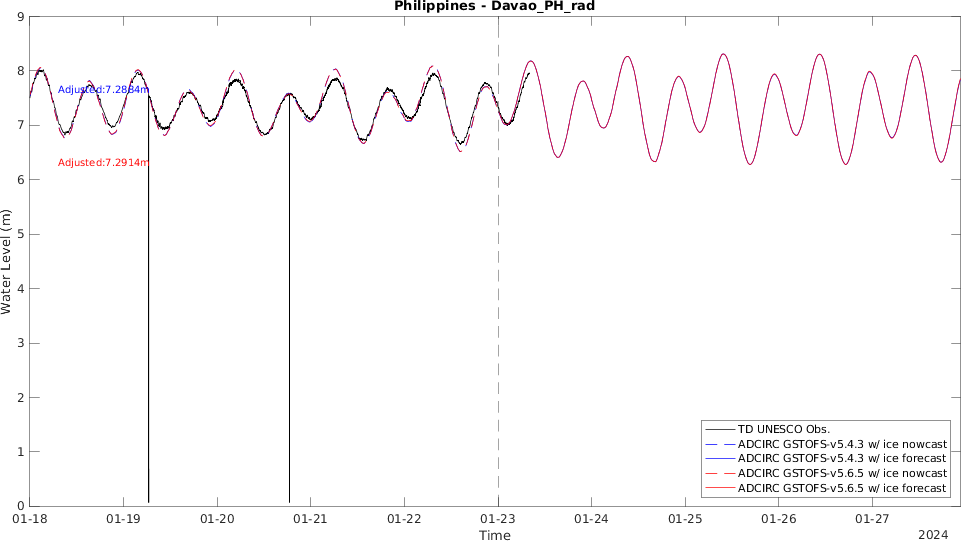 Philippines - Davao_PH_rad
9
8
7
6
5
4
3
2
1
0
Water Level (m)
Adjusted:7.2884m
Adjusted:7.2914m
TD UNESCO Obs.
ADCIRC GSTOFS-v5.4.3 w/ ice nowcast
ADCIRC GSTOFS-v5.4.3 w/ ice forecast
ADCIRC GSTOFS-v5.6.5 w/ ice nowcast
ADCIRC GSTOFS-v5.6.5 w/ ice forecast
01-18 01-19 01-20 01-21 01-22 01-23 01-24 01-25 01-26 01-27
Time
2024